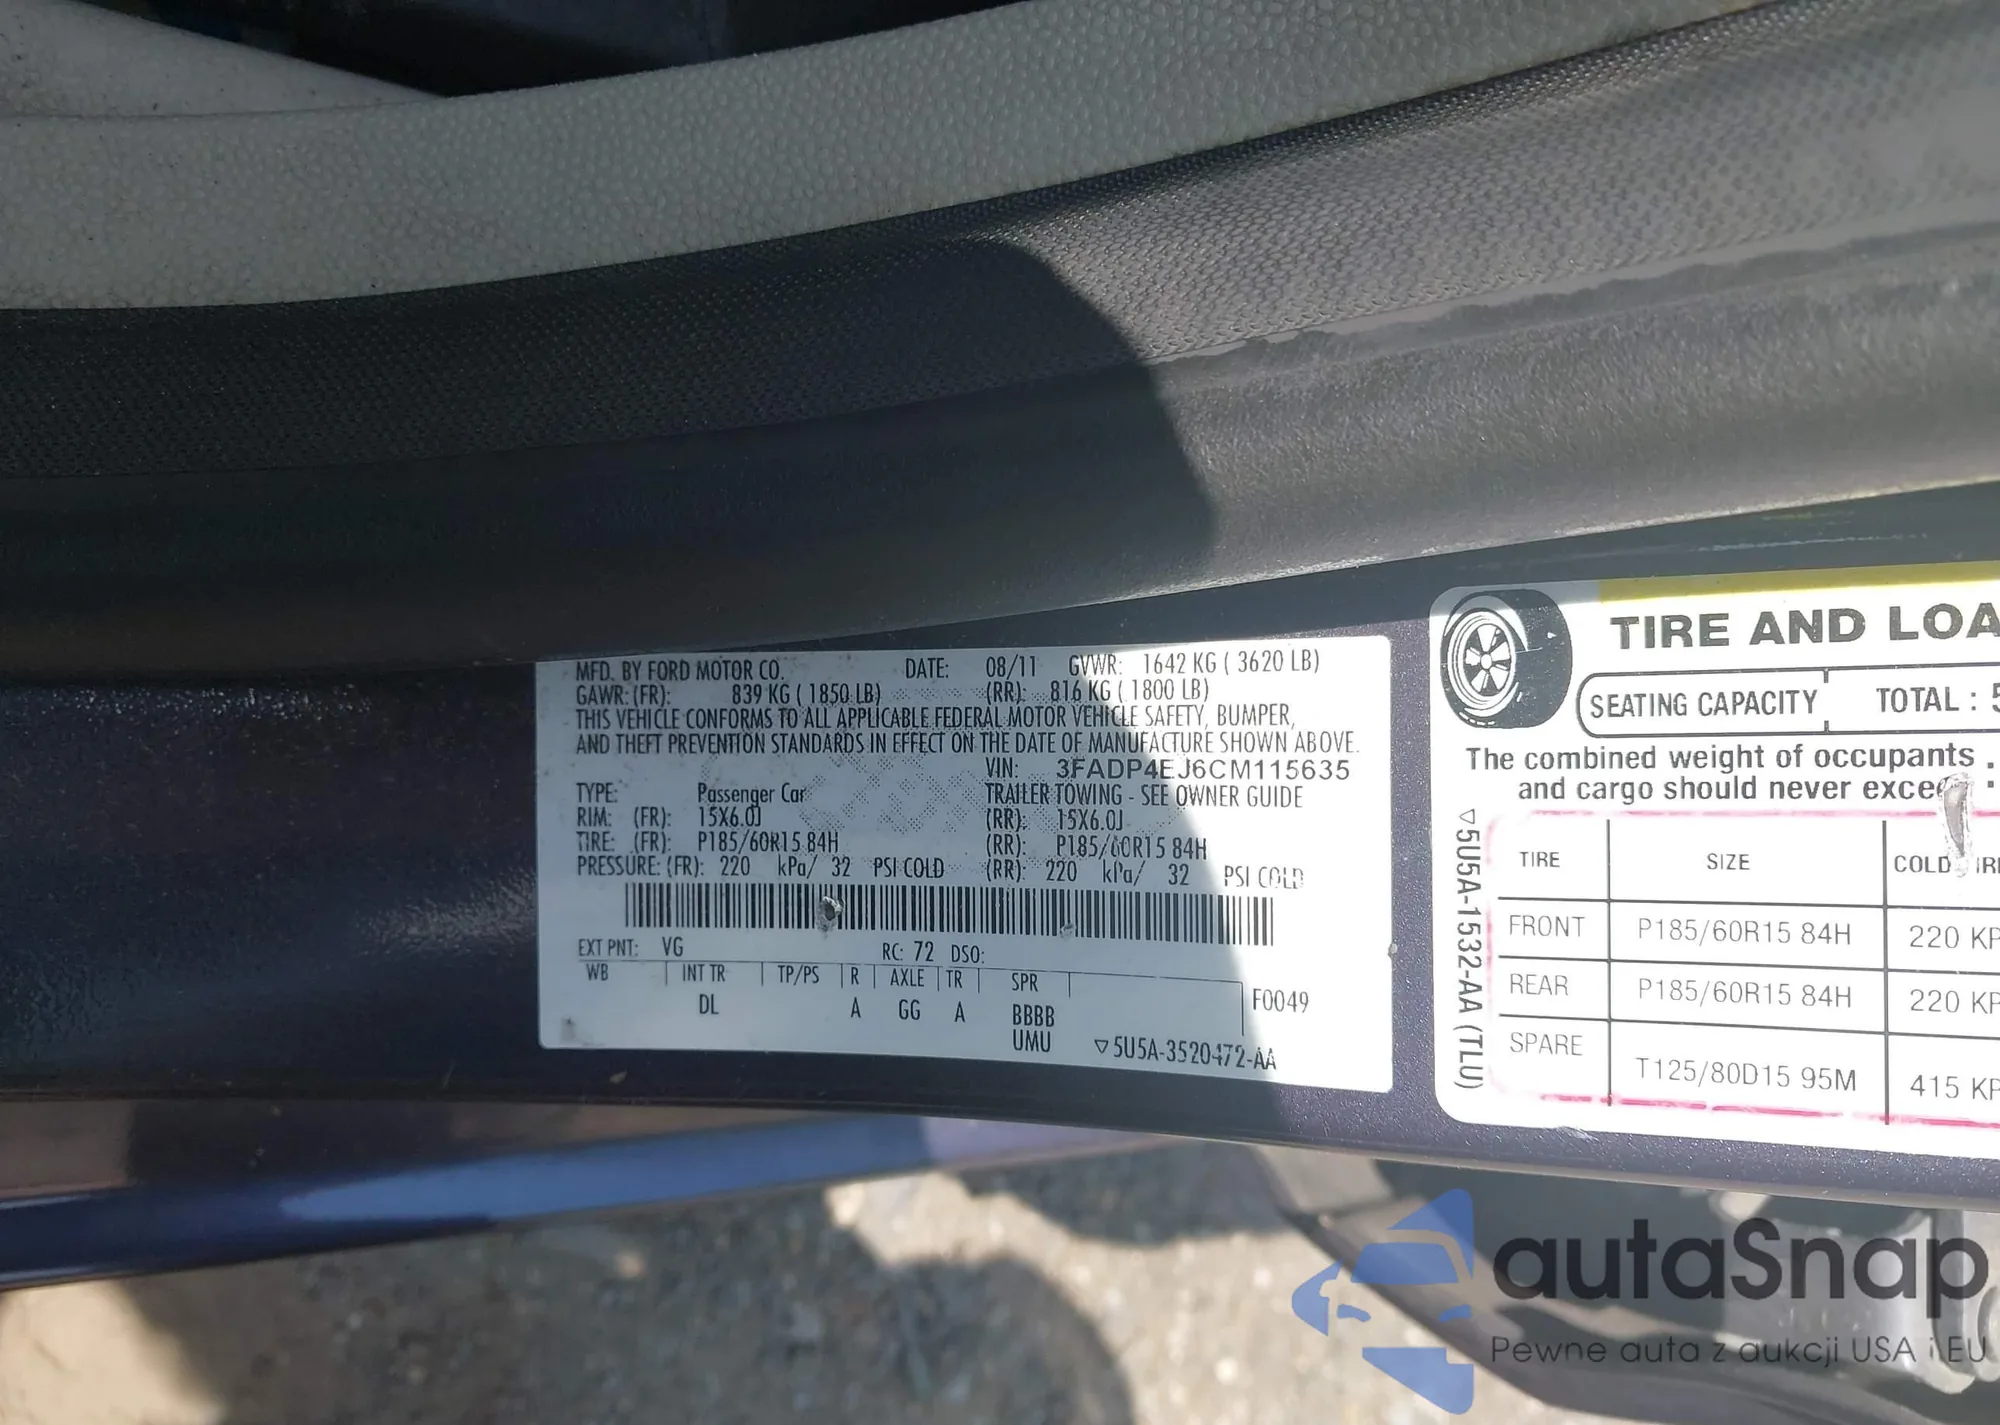 MFD. BY FORD MOTOR CO. DATE: 08/11 GVWR: 1642 KG ( 3620 LB)
GAWR: (FR): 839 KG ( 1850 LB) (RR): 816 KG ( 1800 LB)
THIS VEHICLE CONFORMS TO ALL APPLICABLE FEDERAL MOTOR VEHICLE SAFETY, BUMPER,
AND THEFT PREVENTION STANDARDS IN EFFECT ON THE DATE OF MANUFACTURE SHOWN ABOVE.
VIN: 3FADP4EJ6CM115635
TYPE: Passenger Car TRAILER TOWING - SEE OWNER GUIDE
RIM: (FR): 15X6.0J (RR): 15X6.0J
TIRE: (FR): P185/60R15 84H (RR): P185/60R15 84H
PRESSURE: (FR): 220 kPa/ 32 PSI COLD (RR): 220 kPa/ 32 PSI COLD
EXT PNT: VG RC: 72 DSO:
WB INT TR TP/PS R AXLE TR SPR
DL A GG A BBBB F0049
UMU ▽5U5A-3520472-AA
TIRE AND LOA
SEATING CAPACITY TOTAL : 5
The combined weight of occupants
and cargo should never excee
▽5U5A-1532-AA (TLU)
TIRE SIZE COLD
FRONT P185/60R15 84H 220 KP
REAR P185/60R15 84H 220 KP
SPARE T125/80D15 95M 415 KP
autaSnap
Pewne auta z aukcji USA i EU